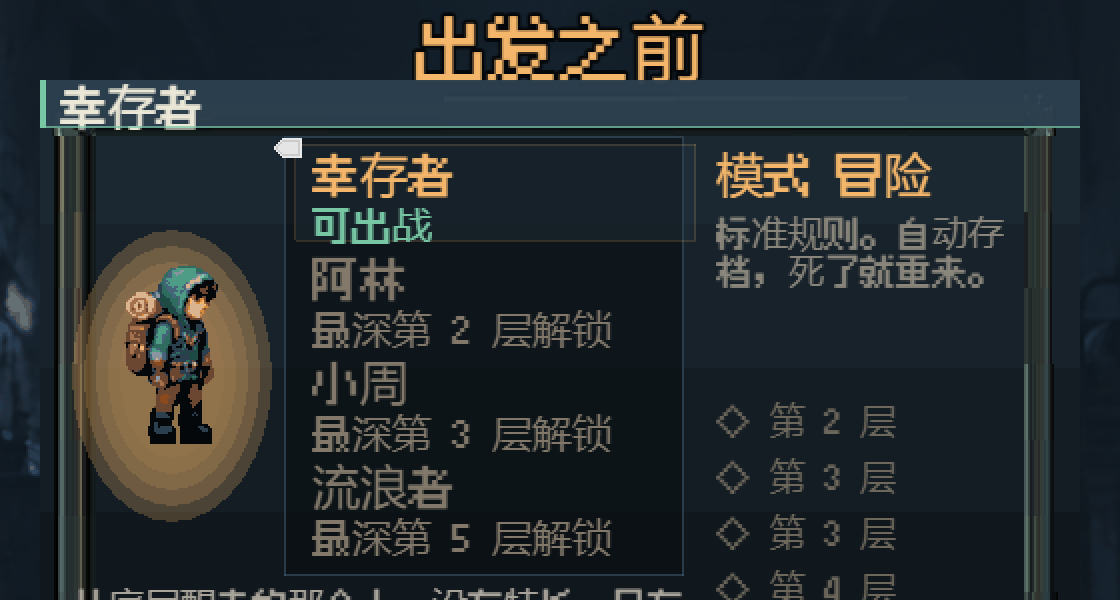 出发之前
幸存者
幸存者
可出战
阿林
最深第 2 层解锁
小周
最深第 3 层解锁
流浪者
最深第 5 层解锁
模式 冒险
标准规则。自动存
档，死了就重来。
◇ 第 2 层
◇ 第 3 层
◇ 第 3 层
◇ 第 4 层